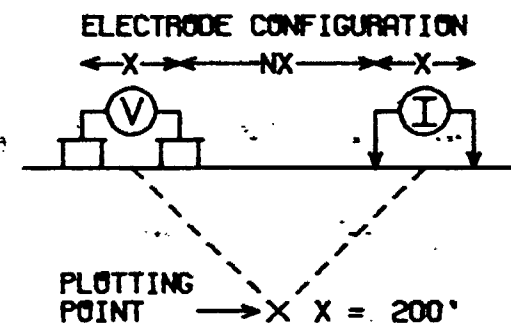 ELECTRODE CONFIGURATION
X NX X
V I
PLOTTING
POINT X X = 200'